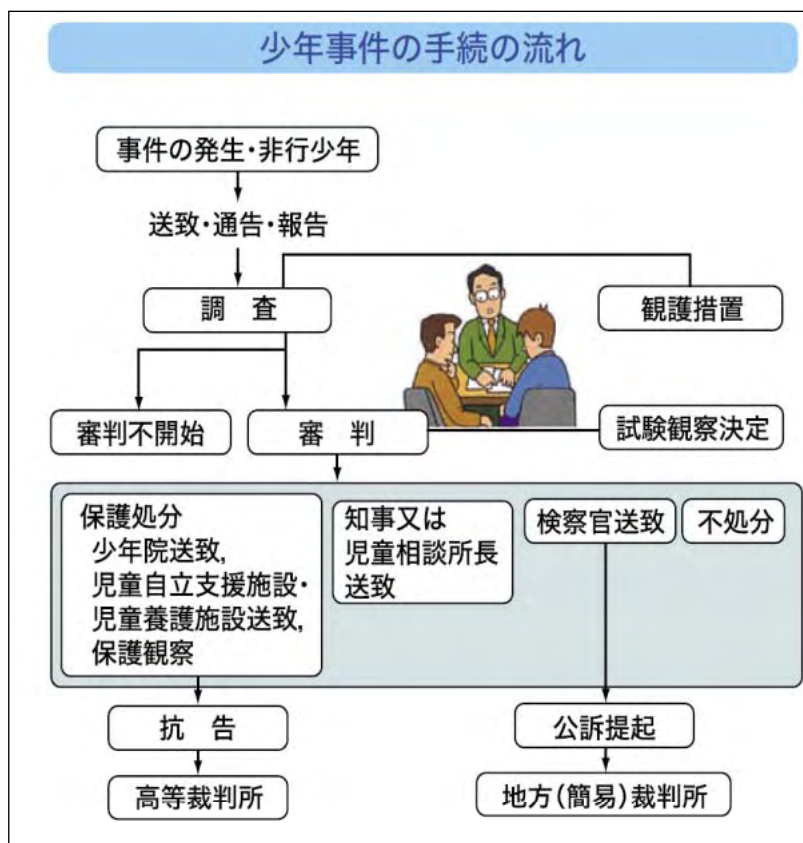 少年事件の手続の流れ
事件の発生・非行少年
送致・通告・報告
調　査
観護措置
審判不開始
審　判
試験観察決定
保護処分
少年院送致,
児童自立支援施設・
児童養護施設送致,
保護観察
知事又は
児童相談所長
送致
検察官送致
不処分
抗　告
公訴提起
高等裁判所
地方(簡易)裁判所